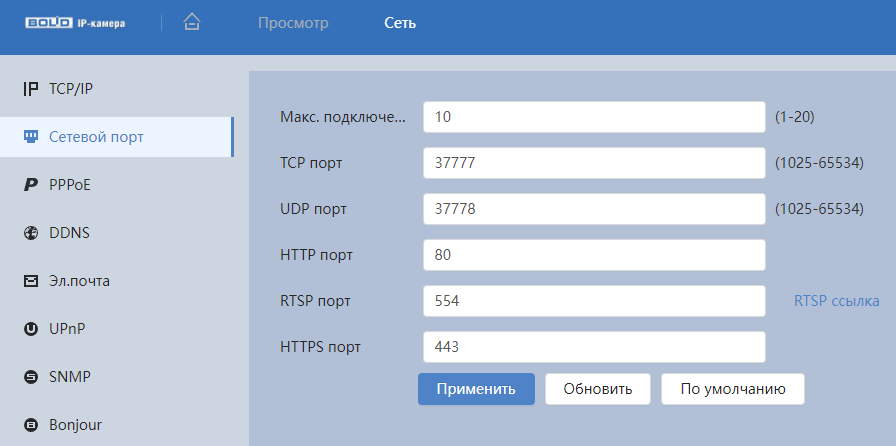 BOLID IP-камера
Просмотр
Сеть
TCP/IP
Сетевой порт
PPPoE
DDNS
Эл.почта
UPnP
SNMP
Bonjour
Макс. подключе... 10 (1-20)
TCP порт 37777 (1025-65534)
UDP порт 37778 (1025-65534)
HTTP порт 80
RTSP порт 554 RTSP ссылка
HTTPS порт 443
Применить Обновить По умолчанию